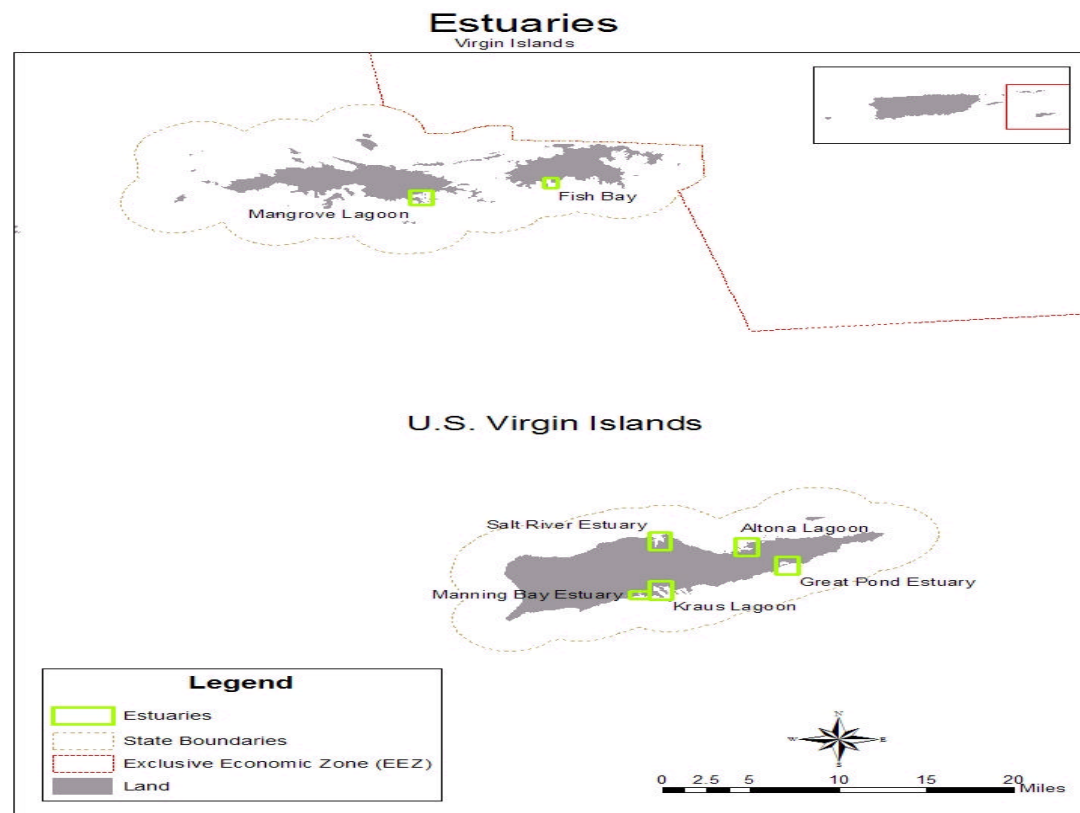 Estuaries
Virgin Islands
Mangrove Lagoon
Fish Bay
U.S. Virgin Islands
Salt River Estuary
Altona Lagoon
Great Pond Estuary
Manning Bay Estuary
Kraus Lagoon
Legend
Estuaries
State Boundaries
Exclusive Economic Zone (EEZ)
Land
N
W
E
S
0 2.5 5 10 15 20
Miles